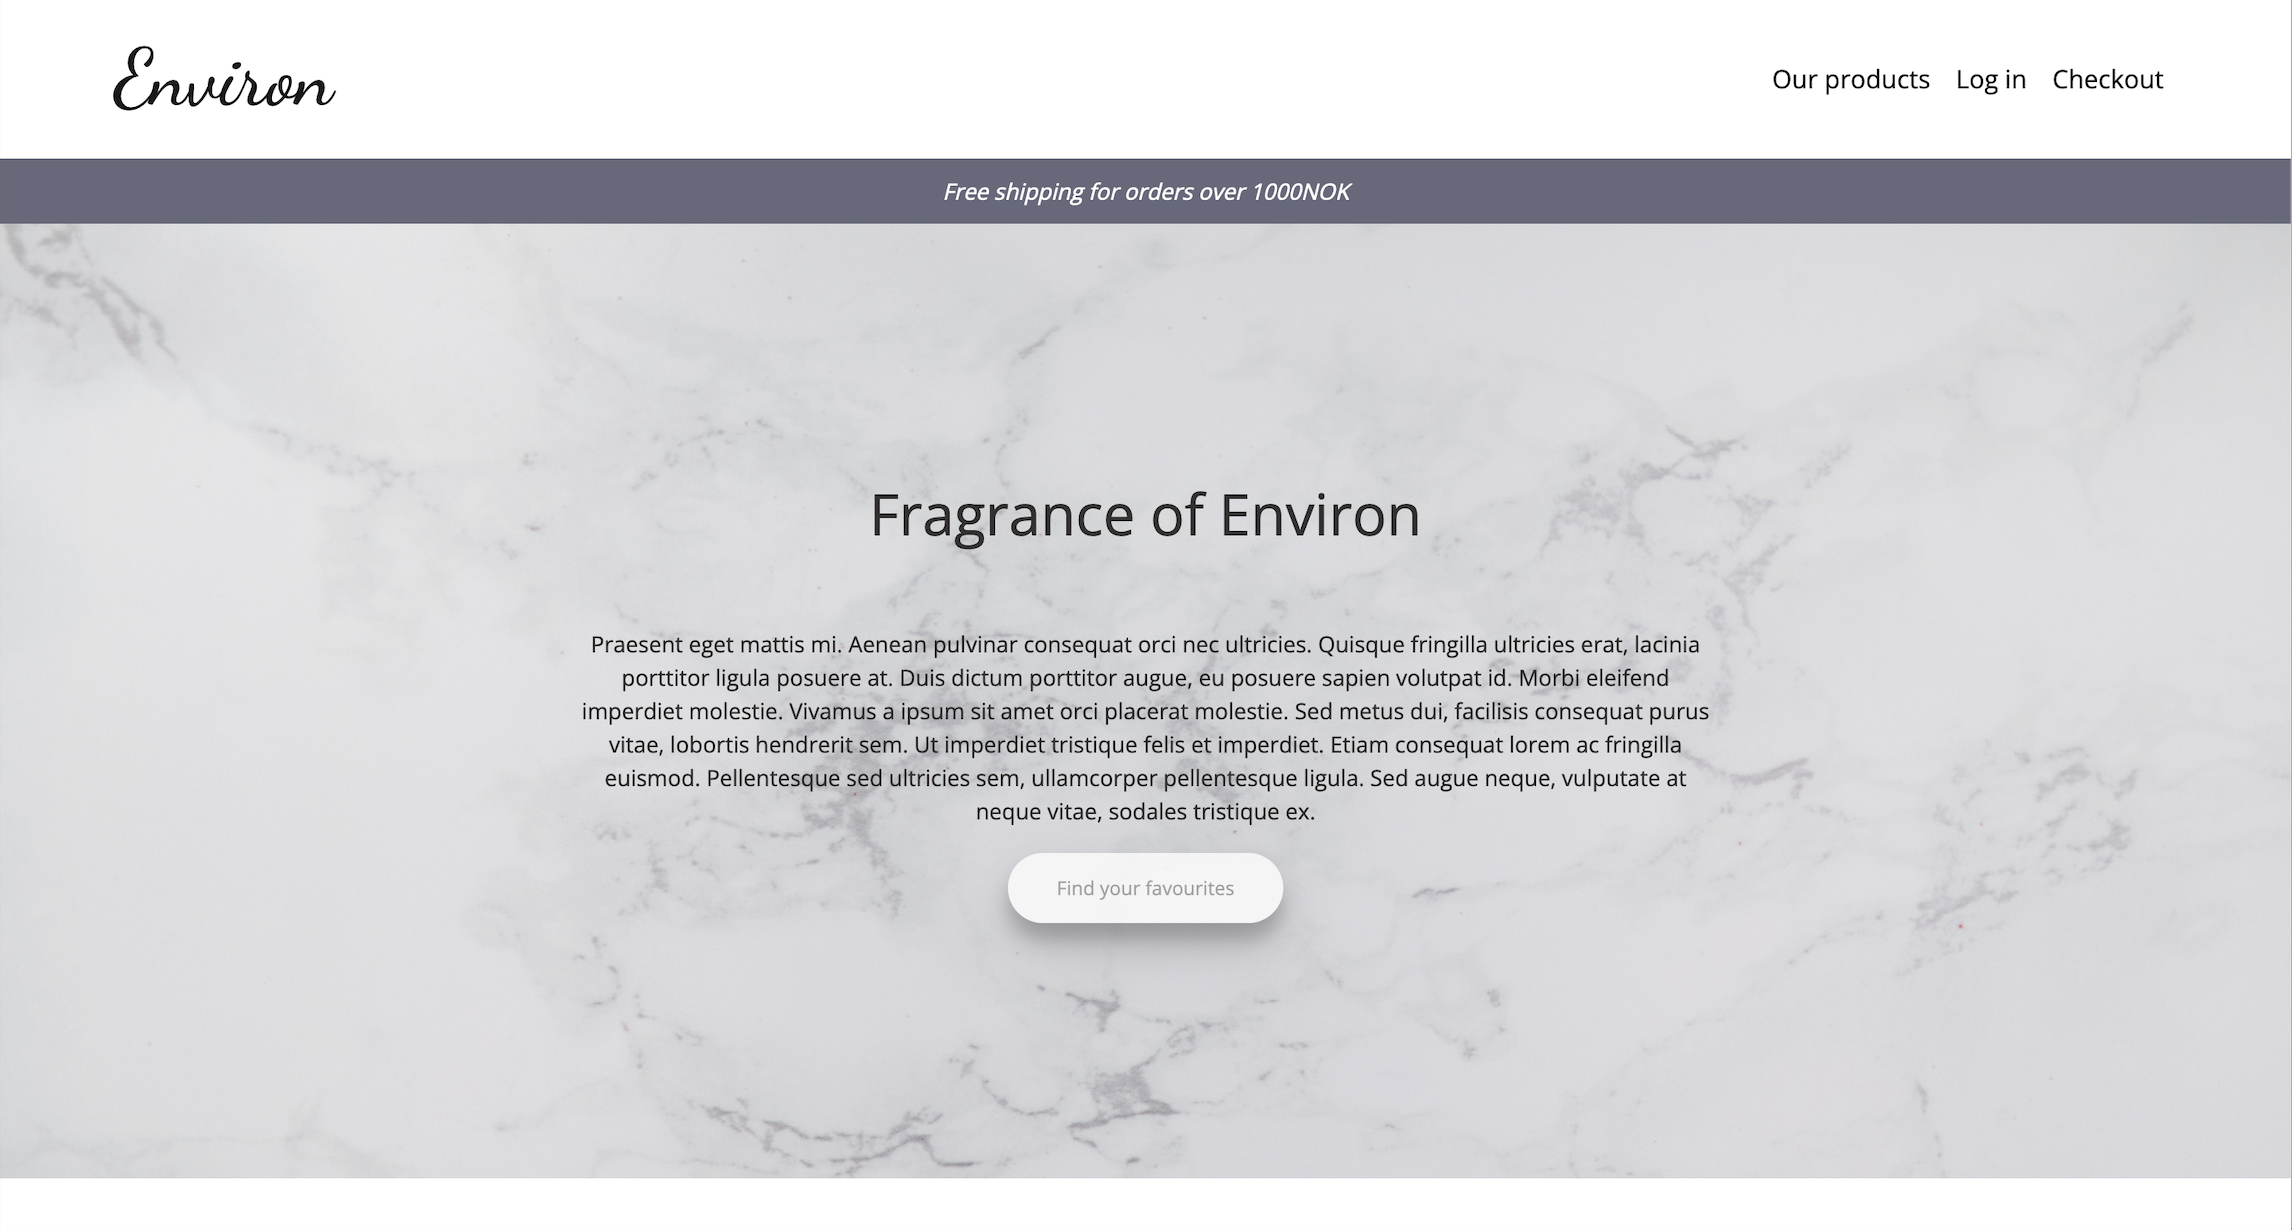 Environ
Our products Log in Checkout
Free shipping for orders over 1000NOK
Fragrance of Environ
Praesent eget mattis mi. Aenean pulvinar consequat orci nec ultricies. Quisque fringilla ultricies erat, lacinia
porttitor ligula posuere at. Duis dictum porttitor augue, eu posuere sapien volutpat id. Morbi eleifend
imperdiet molestie. Vivamus a ipsum sit amet orci placerat molestie. Sed metus dui, facilisis consequat purus
vitae, lobortis hendrerit sem. Ut imperdiet tristique felis et imperdiet. Etiam consequat lorem ac fringilla
euismod. Pellentesque sed ultricies sem, ullamcorper pellentesque ligula. Sed augue neque, vulputate at
neque vitae, sodales tristique ex.
Find your favourites